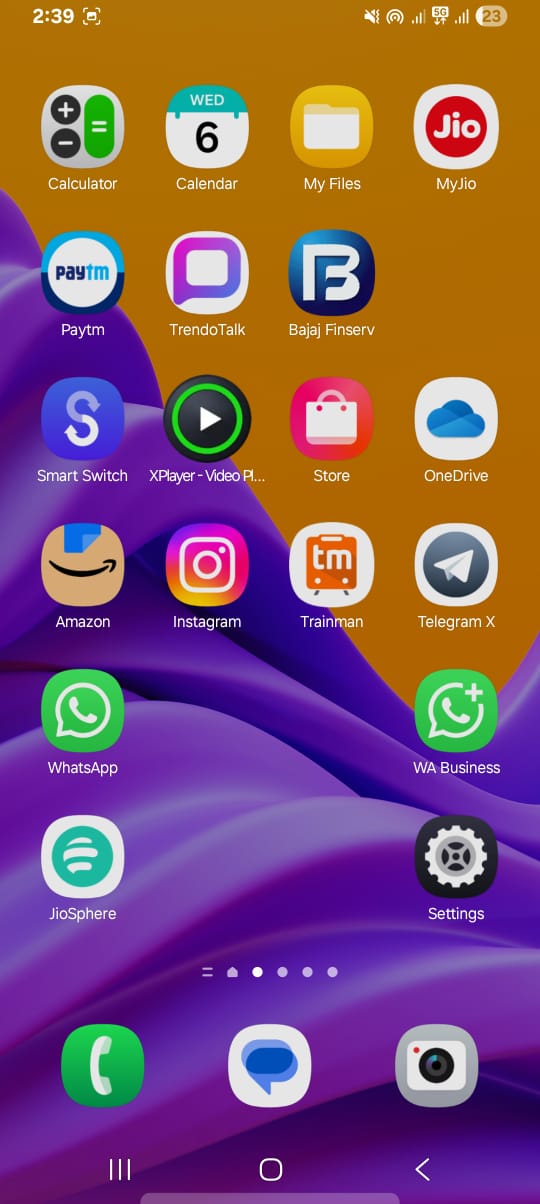 2:39
5G
23
WED
6
Jio
Calculator
Calendar
My Files
MyJio
paytm
Paytm
TrendoTalk
Bajaj Finserv
Smart Switch
XPlayer - Video Pl...
Store
OneDrive
tm
Amazon
Instagram
Trainman
Telegram X
WhatsApp
WA Business
JioSphere
Settings